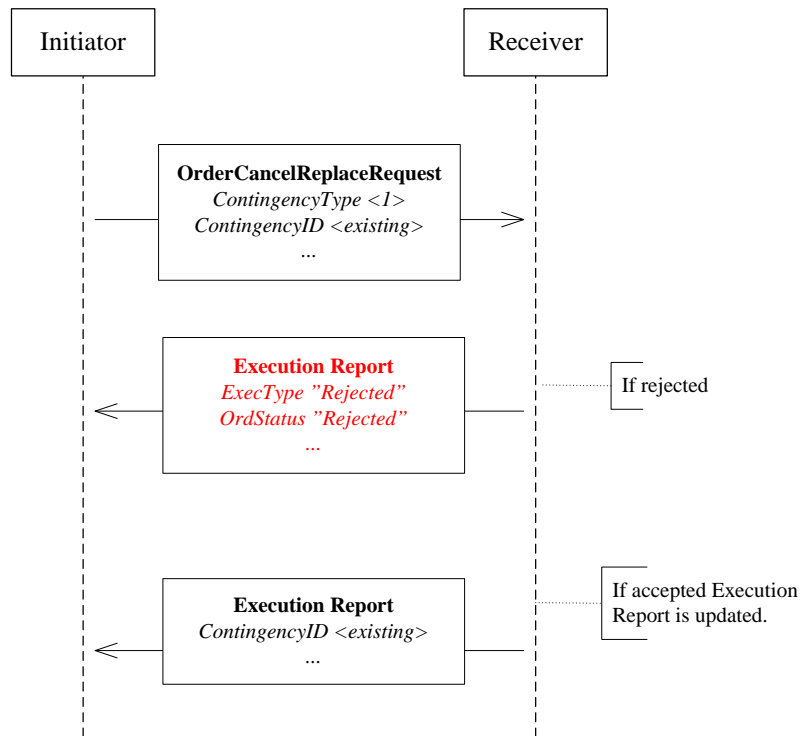 Initiator
Receiver
OrderCancelReplaceRequest
ContingencyType <1>
ContingencyID <existing>
...
Execution Report
ExecType ”Rejected”
OrdStatus ”Rejected”
...
If rejected
Execution Report
ContingencyID <existing>
...
If accepted Execution
Report is updated.